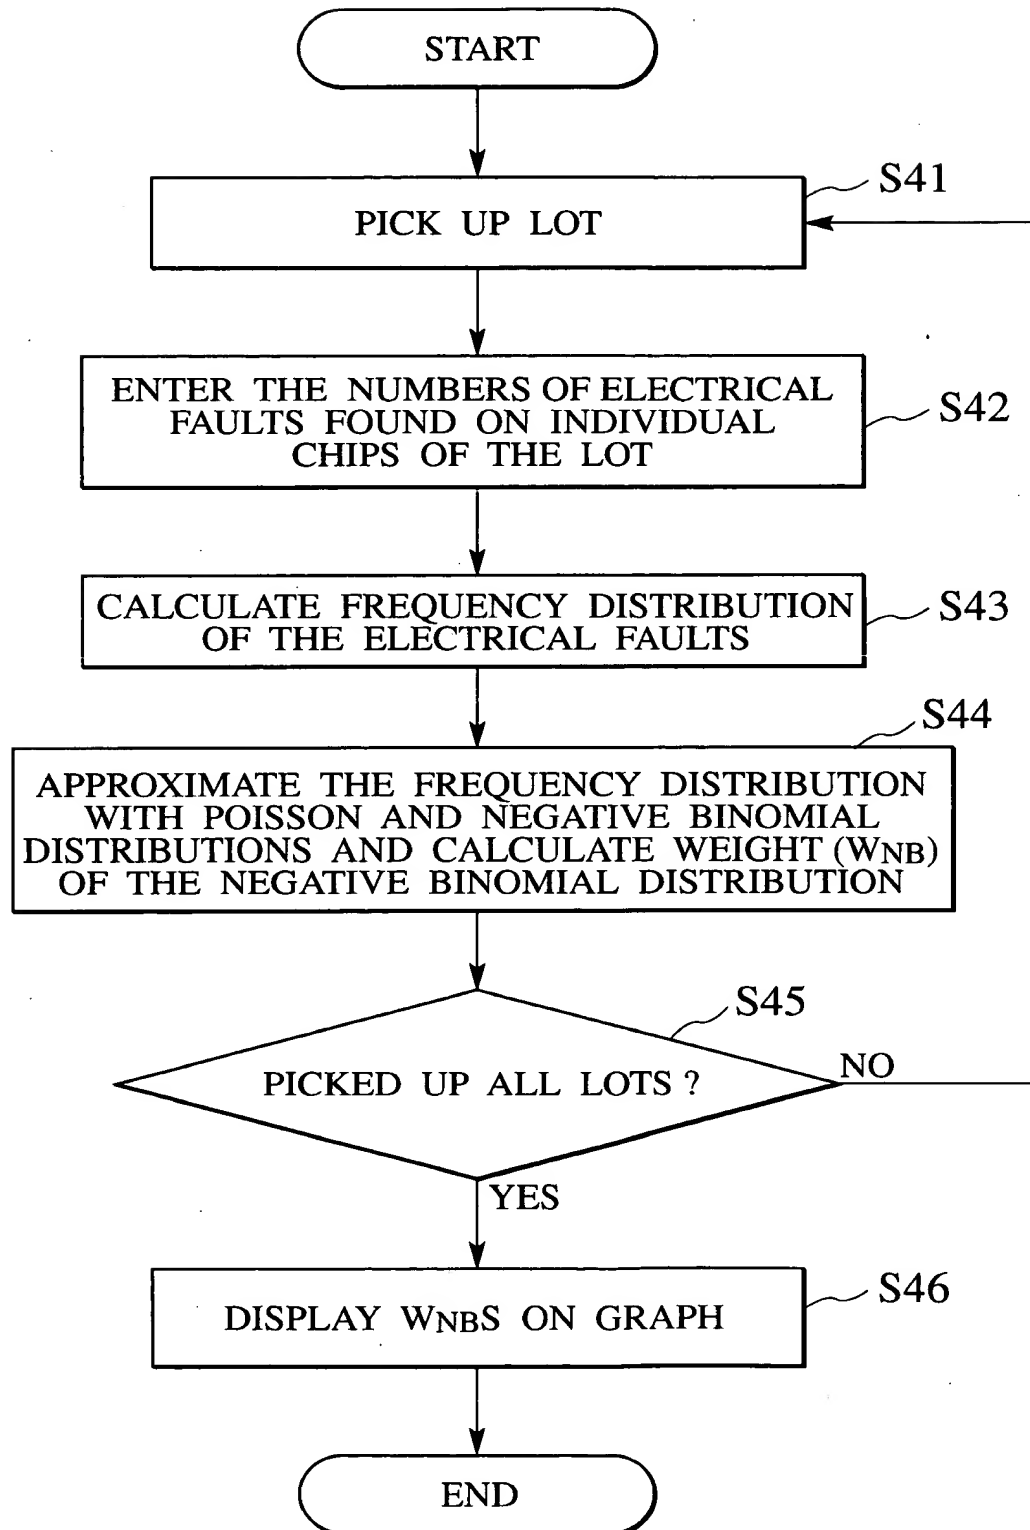 START
S41
PICK UP LOT
ENTER THE NUMBERS OF ELECTRICAL
FAULTS FOUND ON INDIVIDUAL
CHIPS OF THE LOT
S42
CALCULATE FREQUENCY DISTRIBUTION
OF THE ELECTRICAL FAULTS
S43
S44
APPROXIMATE THE FREQUENCY DISTRIBUTION
WITH POISSON AND NEGATIVE BINOMIAL
DISTRIBUTIONS AND CALCULATE WEIGHT (WNB)
OF THE NEGATIVE BINOMIAL DISTRIBUTION
S45
PICKED UP ALL LOTS ?
NO
YES
S46
DISPLAY WNBS ON GRAPH
END